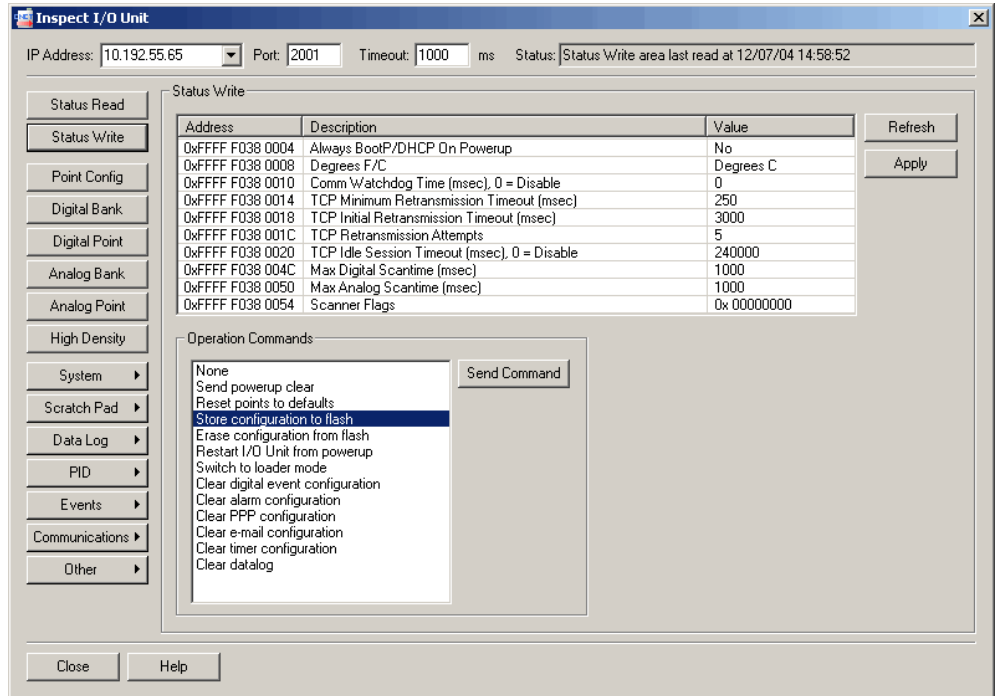 Inspect I/O Unit
IP Address: 10.192.55.65 Port: 2001 Timeout: 1000 ms Status: Status Write area last read at 12/07/04 14:58:52
Status Read
Status Write
Point Config
Digital Bank
Digital Point
Analog Bank
Analog Point
High Density
System
Scratch Pad
Data Log
PID
Events
Communications
Other
Status Write
Address Description Value
0xFFFF F038 0004 Always BootP/DHCP On Powerup No
0xFFFF F038 0008 Degrees F/C Degrees C
0xFFFF F038 0010 Comm Watchdog Time (msec), 0 = Disable 0
0xFFFF F038 0014 TCP Minimum Retransmission Timeout (msec) 250
0xFFFF F038 0018 TCP Initial Retransmission Timeout (msec) 3000
0xFFFF F038 001C TCP Retransmission Attempts 5
0xFFFF F038 0020 TCP Idle Session Timeout (msec), 0 = Disable 240000
0xFFFF F038 004C Max Digital Scantime (msec) 1000
0xFFFF F038 0050 Max Analog Scantime (msec) 1000
0xFFFF F038 0054 Scanner Flags 0x 00000000
Refresh
Apply
Operation Commands
None
Send powerup clear
Reset points to defaults
Store configuration to flash
Erase configuration from flash
Restart I/O Unit from powerup
Switch to loader mode
Clear digital event configuration
Clear alarm configuration
Clear PPP configuration
Clear e-mail configuration
Clear timer configuration
Clear datalog
Send Command
Close Help